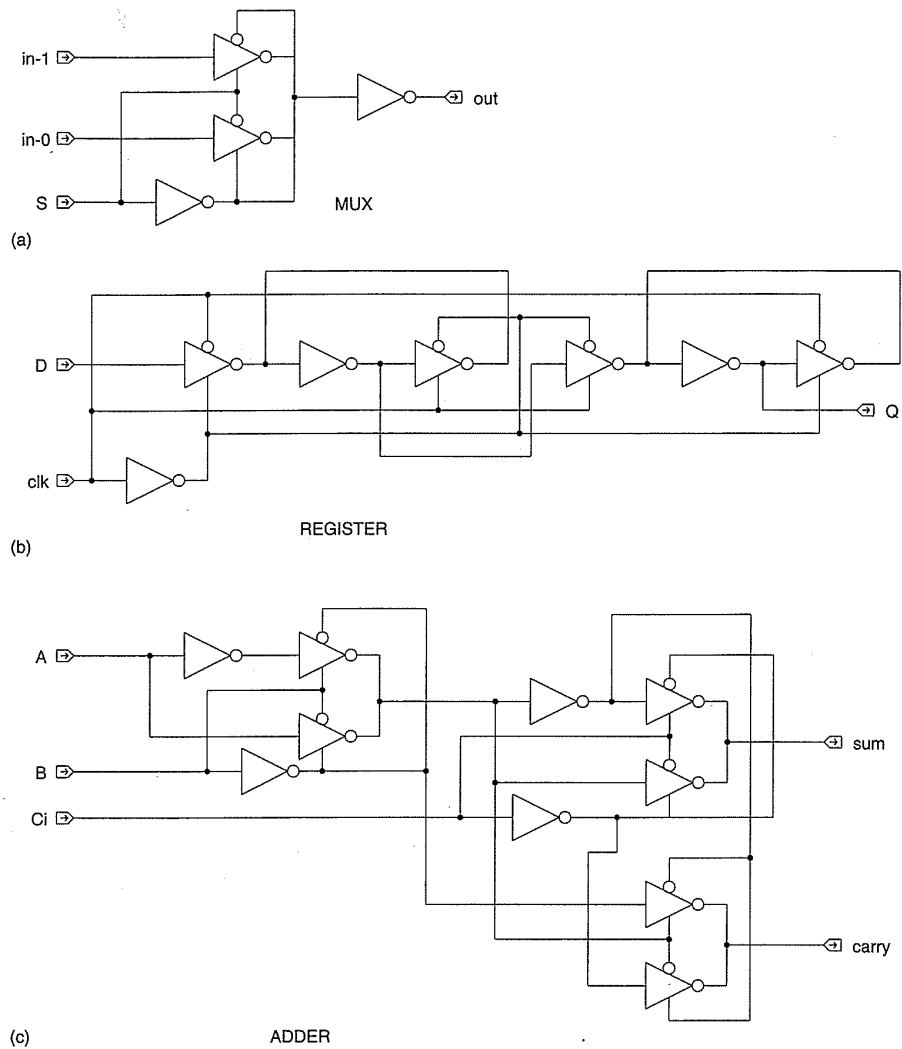 in-1
out
in-0
S
MUX
(a)
D
Q
clk
REGISTER
(b)
A
B
sum
Ci
carry
(c)
ADDER